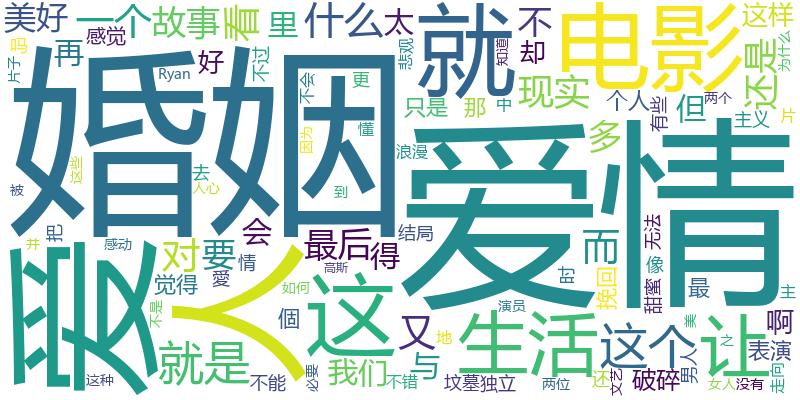 美好 一个 故事 看 里 什么 太 不 就 电影 这样
吗 感觉 再 好 却 还是 为什么
片子 Ryan 不过 不会 更 悲观 知道 现实 个人 有些 两个
婚姻 因为 懂 只是 那 中 但 主义 片
这些 去 浪漫 多
被 人心 到 爱情
井 把 感动 对 要 会 最后 得 结局 而 无法
爱 人 情 高斯 时 挽回 甜蜜 像 最 主
觉得 愛 如何 这 演员 美 啊
不是 個 又 地 生活 这个 之 让 表演
就是 我们 与 还 文艺 男人 走向
这种 不能 必要 不错 坟墓 独立 两位 破碎 女人 没有